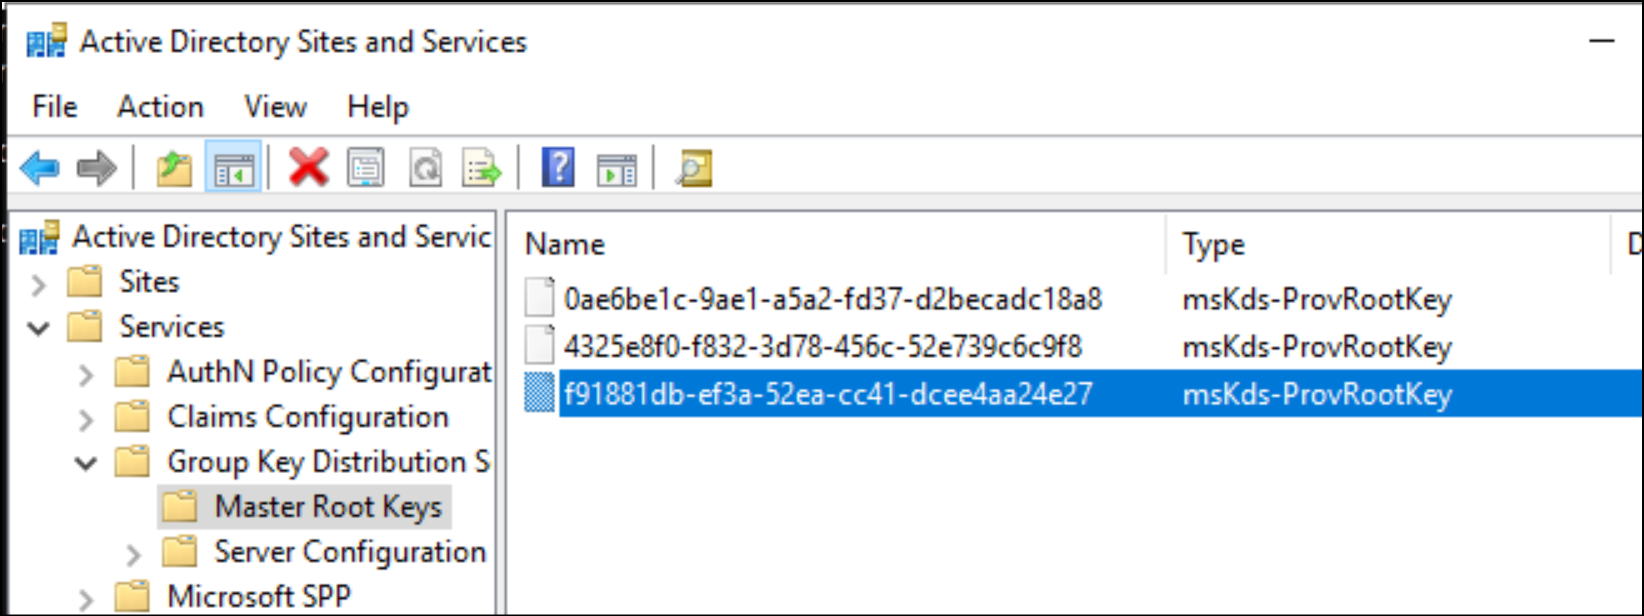 Active Directory Sites and Services
File Action View Help
Active Directory Sites and Servic
Sites
Services
AuthN Policy Configurat
Claims Configuration
Group Key Distribution S
Master Root Keys
Server Configuration
Microsoft SPP
Name Type D
0ae6be1c-9ae1-a5a2-fd37-d2becadc18a8 msKds-ProvRootKey
4325e8f0-f832-3d78-456c-52e739c6c9f8 msKds-ProvRootKey
f91881db-ef3a-52ea-cc41-dcee4aa24e27 msKds-ProvRootKey